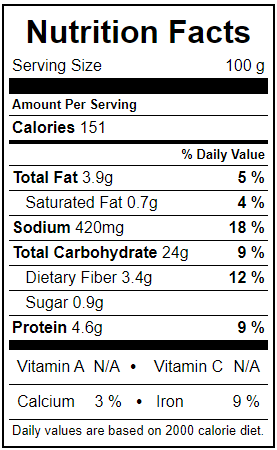 Nutrition Facts
Serving Size 100 g
Amount Per Serving
Calories 151
% Daily Value
Total Fat 3.9g 5 %
Saturated Fat 0.7g 4 %
Sodium 420mg 18 %
Total Carbohydrate 24g 9 %
Dietary Fiber 3.4g 12 %
Sugar 0.9g
Protein 4.6g 9 %
Vitamin A N/A • Vitamin C N/A
Calcium 3 % • Iron 9 %
Daily values are based on 2000 calorie diet.